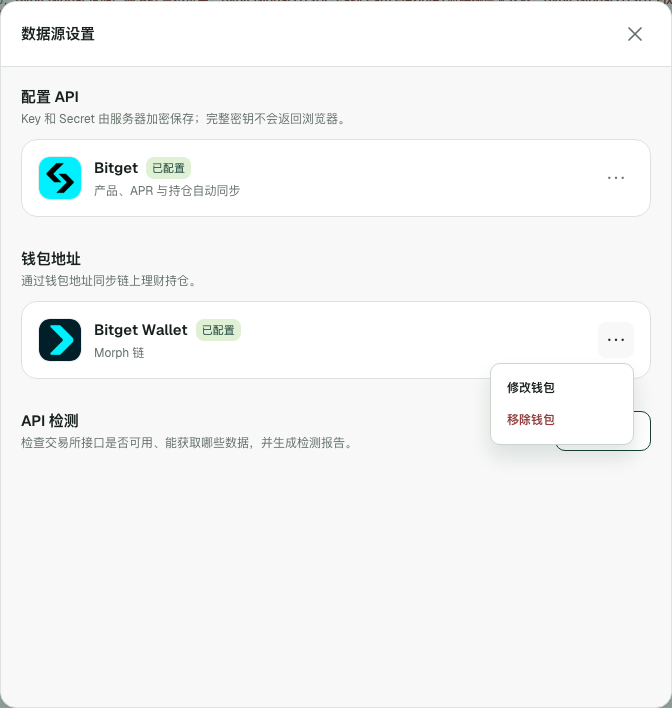 数据源设置
配置 API
Key 和 Secret 由服务器加密保存；完整密钥不会返回浏览器。
Bitget 已配置
产品、APR 与持仓自动同步
钱包地址
通过钱包地址同步链上理财持仓。
Bitget Wallet 已配置
Morph 链
修改钱包
移除钱包
API 检测
检查交易所接口是否可用、能获取哪些数据，并生成检测报告。